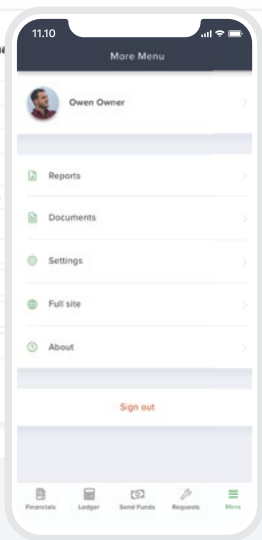 11.10
More Menu
Owen Owner
Reports
Documents
Settings
Full site
About
Sign out
Financials Ledger Send Funds Requests More